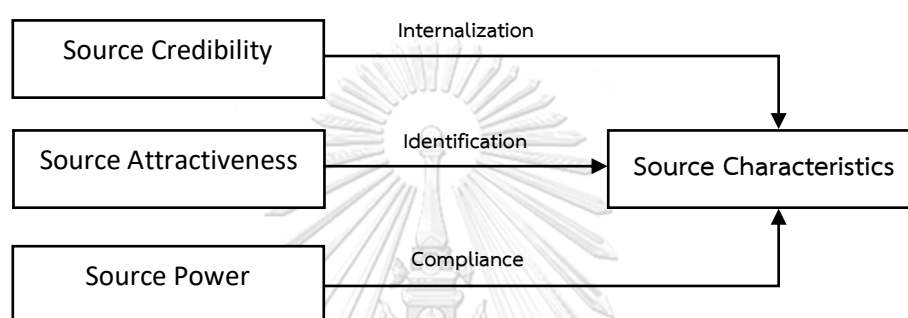 Source Credibility
Internalization
Source Attractiveness
Identification
Source Characteristics
Source Power
Compliance